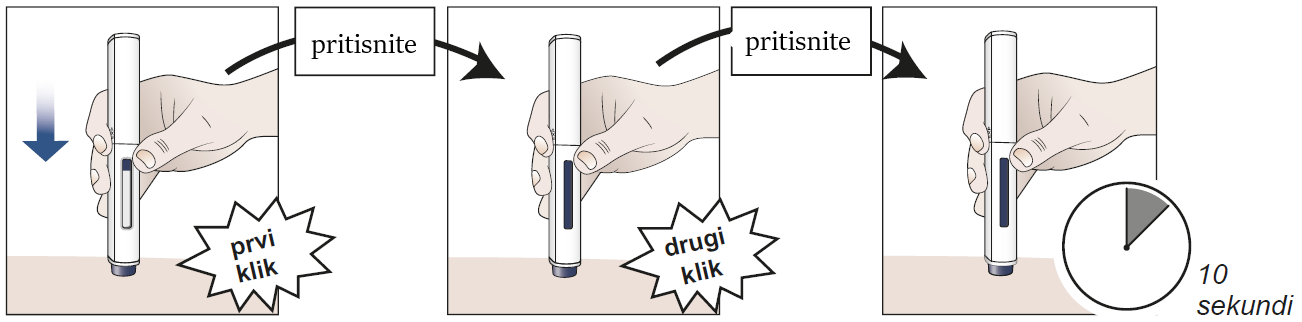 pritisnite
pritisnite
prvi
klik
drugi
klik
10
sekundi